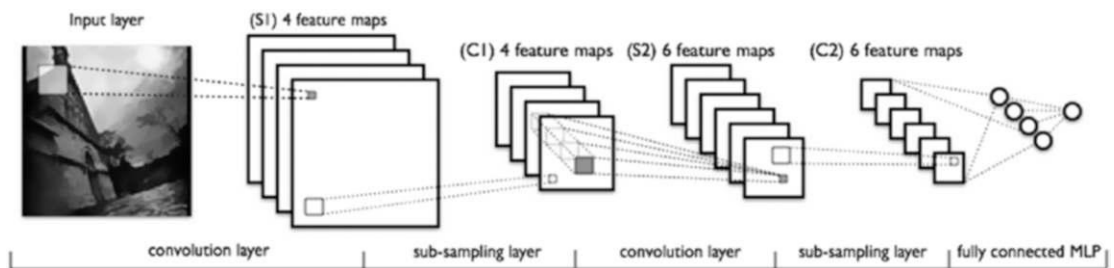 Input layer
(S1) 4 feature maps
(C1) 4 feature maps
(S2) 6 feature maps
(C2) 6 feature maps
convolution layer
sub-sampling layer
convolution layer
sub-sampling layer
fully connected MLP